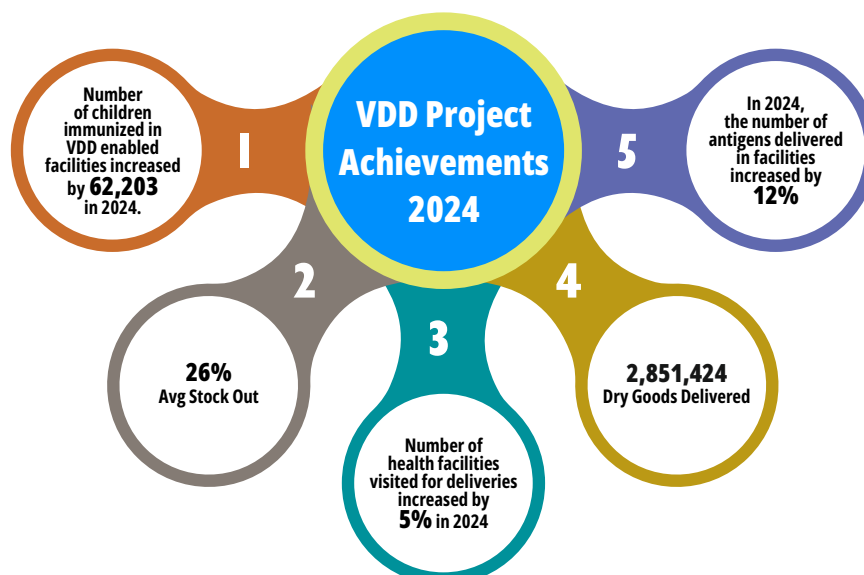 VDD Project
Achievements
2024
1
Number
of children
immunized in
VDD enabled
facilities increased
by 62,203
in 2024.
2
26%
Avg Stock Out
3
Number of
health facilities
visited for deliveries
increased by
5% in 2024
4
2,851,424
Dry Goods Delivered
5
In 2024,
the number of
antigens delivered
in facilities
increased by
12%